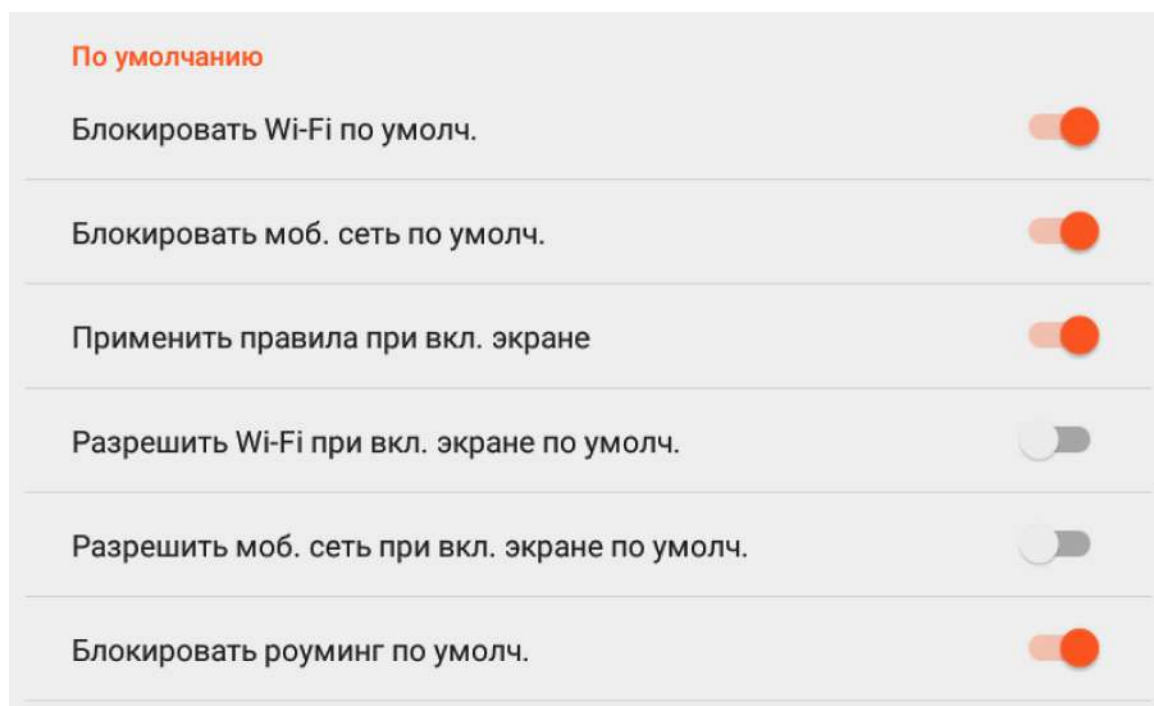 По умолчанию
Блокировать Wi-Fi по умолч.
Блокировать моб. сеть по умолч.
Применить правила при вкл. экране
Разрешить Wi-Fi при вкл. экране по умолч.
Разрешить моб. сеть при вкл. экране по умолч.
Блокировать роуминг по умолч.